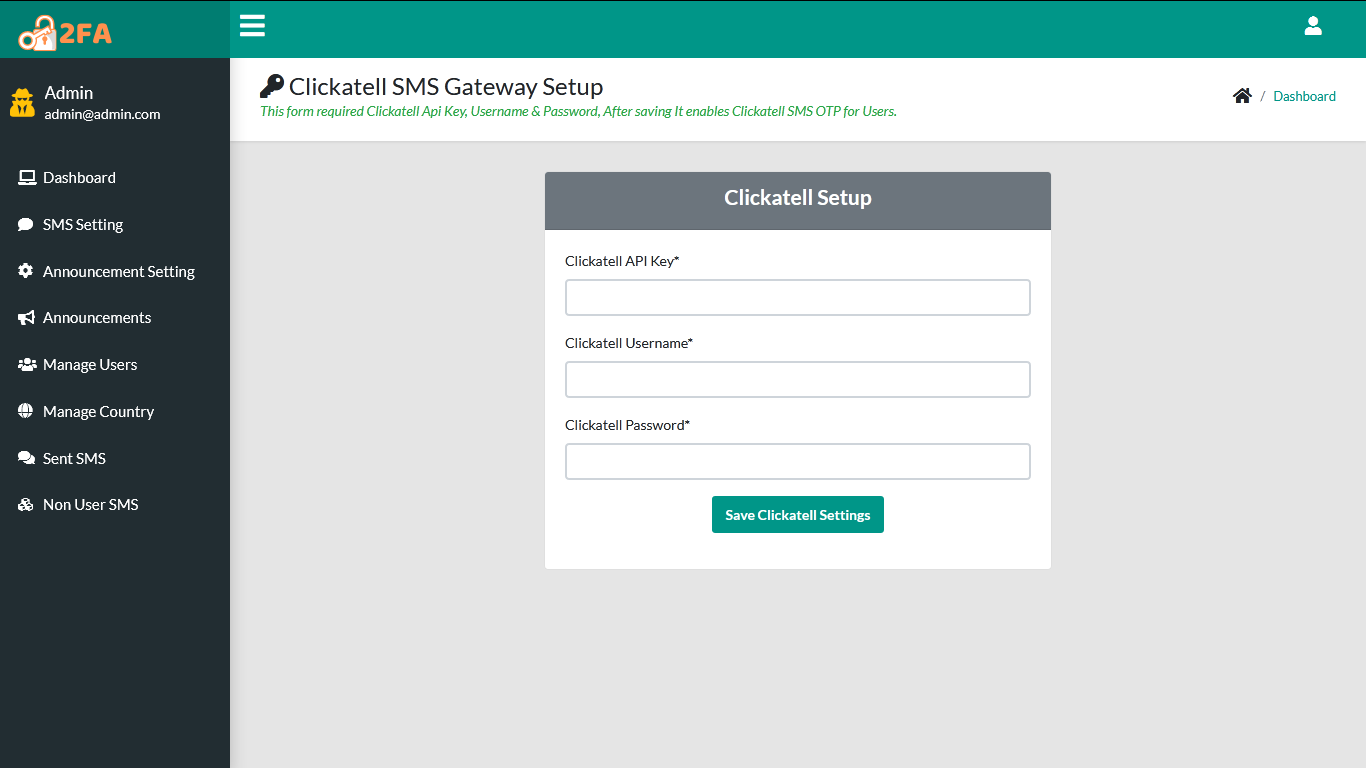 2FA
Admin
admin@admin.com
Dashboard
SMS Setting
Announcement Setting
Announcements
Manage Users
Manage Country
Sent SMS
Non User SMS
Clickatell SMS Gateway Setup
This form required Clickatell Api Key, Username & Password, After saving It enables Clickatell SMS OTP for Users.
/ Dashboard
Clickatell Setup
Clickatell API Key*
Clickatell Username*
Clickatell Password*
Save Clickatell Settings